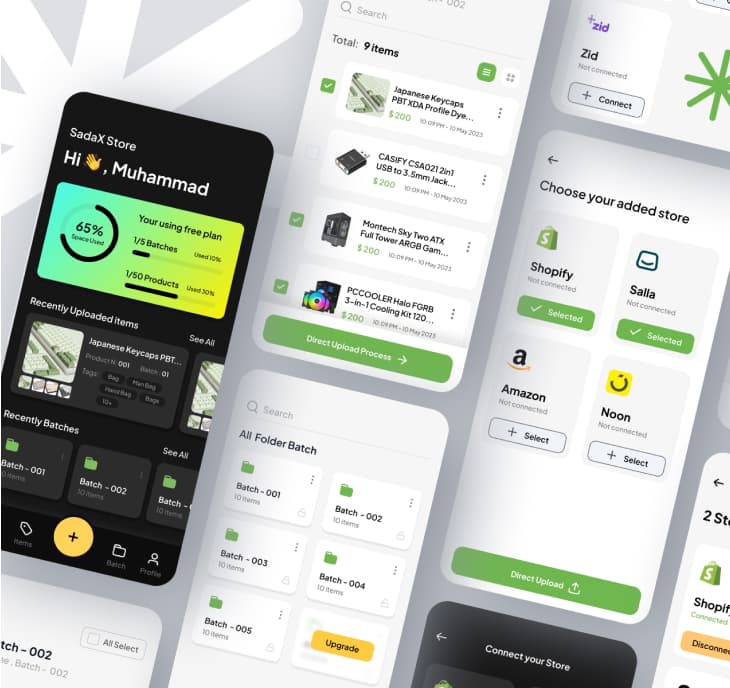 SadaX Store
Hi 👋, Muhammad
65%
Space Used
Your using free plan
1/5 Batches
Used 10%
1/50 Products
Used 30%
Recently Uploaded items
See All
Japanese Keycaps PBT...
Product N: 001
Batch : 01
Tags:
Bag
Man Bag
Hand Bag
Bags
10+
Recently Batches
See All
Batch - 001
10 items
Batch - 002
10 items
Batch -
10 items
Items
+
Batch
Profile
tch - 002
Batch - 002
All Select
- 002
Search
Total: 9 items
Japanese Keycaps
PBT XDA Profile Dye...
$ 200
10:09 PM - 10 May 2023
CASIFY CSA021 2in1
USB to 3.5mm Jack...
$ 200
10:09 PM - 10 May 2023
Montech Sky Two ATX
Full Tower ARGB Gam...
$ 200
10:09 PM - 10 May 2023
PCCOOLER Halo FGRB
3-in-1 Cooling Kit 120...
$ 200
10:09 PM - 10 May 2023
Direct Upload Process →
Search
All Folder Batch
Batch - 001
10 items
Batch - 002
10 items
Batch - 003
10 items
Batch - 004
10 items
Batch - 005
10 items
Upgrade
zid
Zid
Not connected
+ Connect
Conne
←
Choose your added store
Shopify
Not connected
Selected
Salla
Not connected
Selected
Amazon
Not connected
+ Select
Noon
Not connected
+ Select
Direct Upload
←
Connect your Store
←
2 Sto
Shopify
Connected
Disconnec